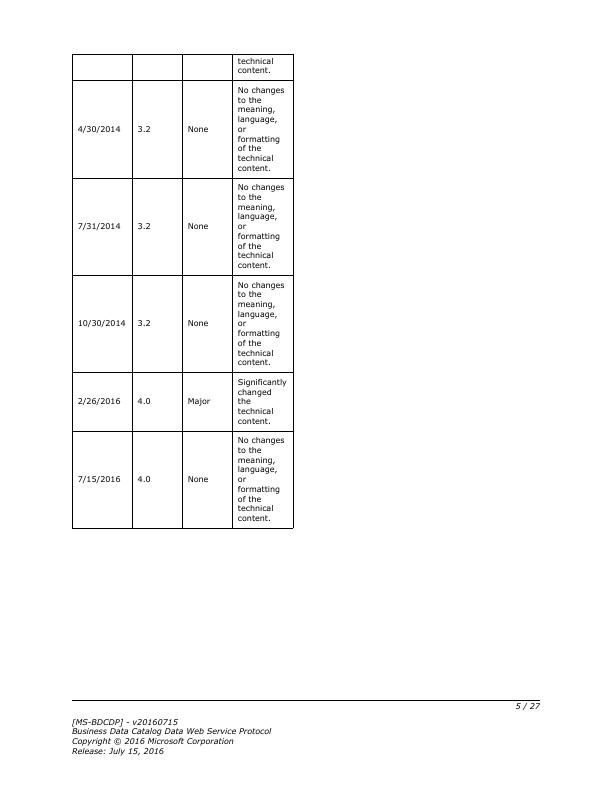 technical
content.
4/30/2014 3.2 None
No changes
to the
meaning,
language,
or
formatting
of the
technical
content.
7/31/2014 3.2 None
No changes
to the
meaning,
language,
or
formatting
of the
technical
content.
10/30/2014 3.2 None
No changes
to the
meaning,
language,
or
formatting
of the
technical
content.
2/26/2016 4.0 Major
Significantly
changed
the
technical
content.
7/15/2016 4.0 None
No changes
to the
meaning,
language,
or
formatting
of the
technical
content.
5 / 27
[MS-BDCDP] - v20160715
Business Data Catalog Data Web Service Protocol
Copyright © 2016 Microsoft Corporation
Release: July 15, 2016